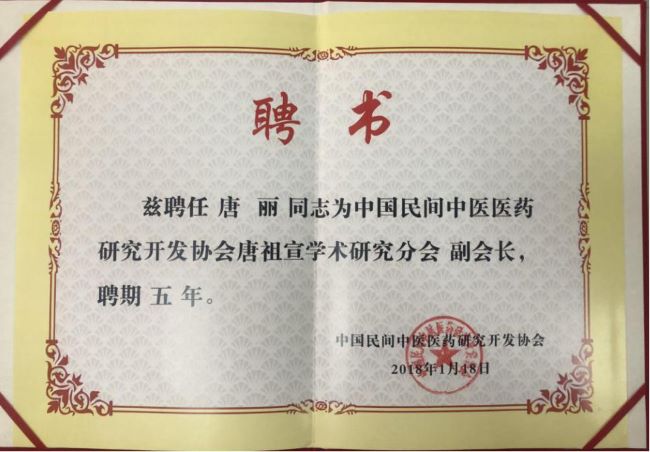 聘书
兹聘任 唐 丽 同志为中国民间中医医药
研究开发协会唐祖宣学术研究分会 副会长，
聘期 五 年。
中国民间中医医药研究开发协会
2018年1月18日